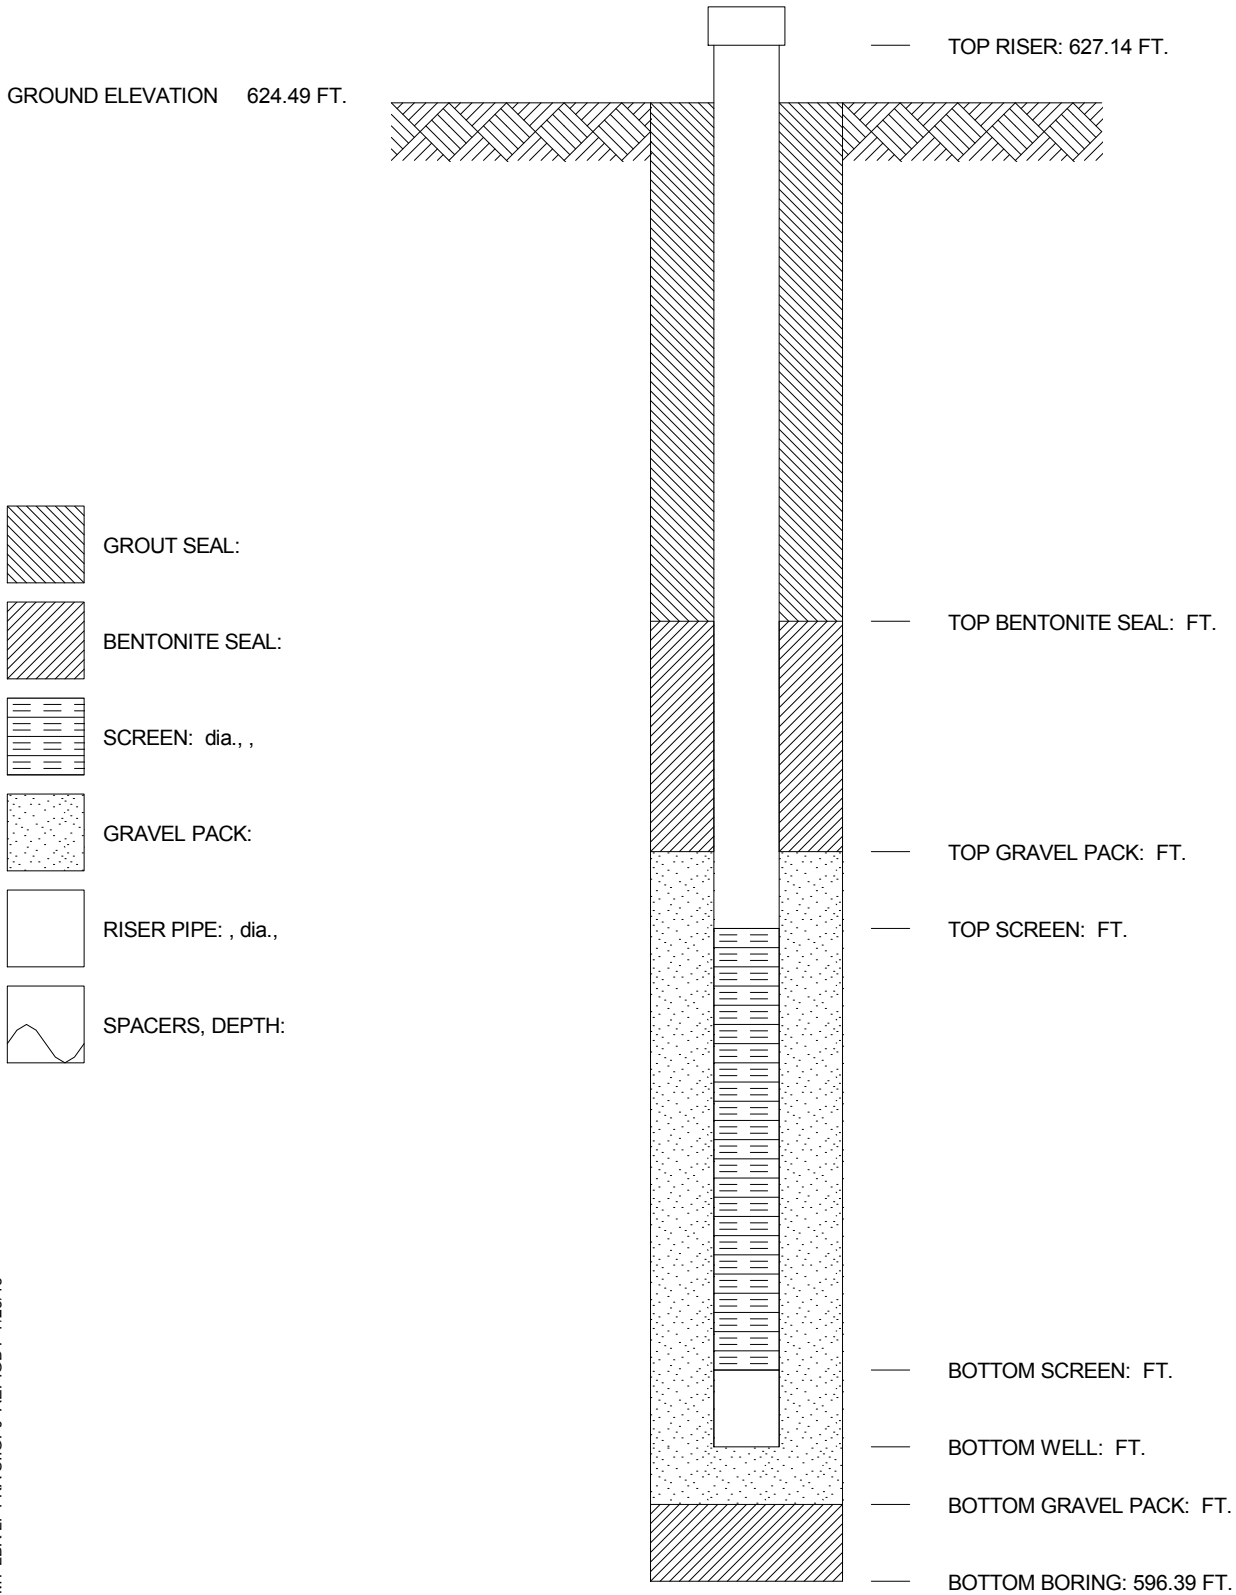 TOP RISER: 627.14 FT.
GROUND ELEVATION 624.49 FT.
GROUT SEAL:
TOP BENTONITE SEAL: FT.
BENTONITE SEAL:
SCREEN: dia., ,
GRAVEL PACK:
TOP GRAVEL PACK: FT.
RISER PIPE: , dia.,
TOP SCREEN: FT.
SPACERS, DEPTH:
BOTTOM SCREEN: FT.
BOTTOM WELL: FT.
BOTTOM GRAVEL PACK: FT.
BOTTOM BORING: 596.39 FT.